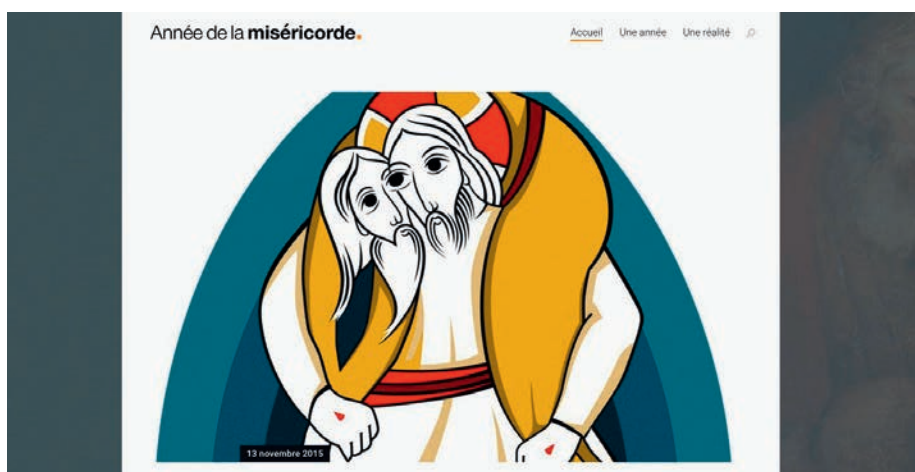 Année de la miséricorde.
Accueil Une année Une réalité
13 novembre 2015